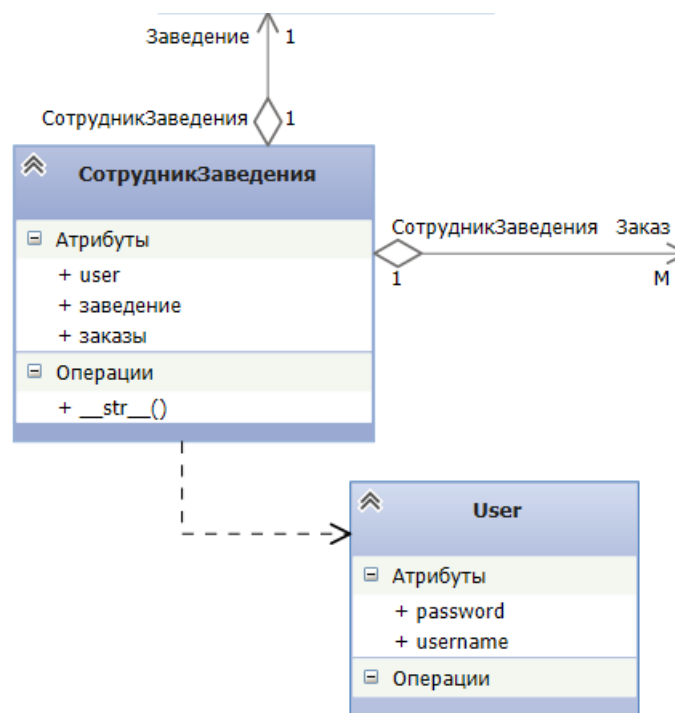 Заведение 1
СотрудникЗаведения 1
СотрудникЗаведения
Атрибуты
+ user
+ заведение
+ заказы
Операции
+ __str__()
СотрудникЗаведения Заказ
1 М
User
Атрибуты
+ password
+ username
Операции